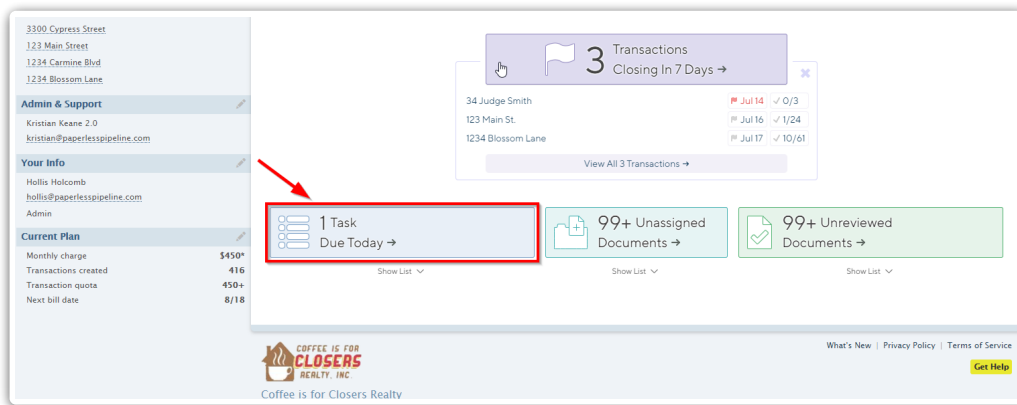 3300 Cypress Street
123 Main Street
1234 Carmine Blvd
1234 Blossom Lane
Admin & Support
Kristian Keane 2.0
kristian@paperlesspipeline.com
Your Info
Hollis Holcomb
hollis@paperlesspipeline.com
Admin
Current Plan
Monthly charge $450*
Transactions created 416
Transaction quota 450+
Next bill date 8/18
3 Transactions
Closing In 7 Days →
34 Judge Smith Jul 14 ✓ 0/3
123 Main St. Jul 16 ✓ 1/24
1234 Blossom Lane Jul 17 ✓ 10/61
View All 3 Transactions →
1 Task
Due Today →
Show List
99+ Unassigned
Documents →
Show List
99+ Unreviewed
Documents →
Show List
COFFEE IS FOR
CLOSERS
REALTY, INC.
Coffee is for Closers Realty
What's New | Privacy Policy | Terms of Service
Get Help